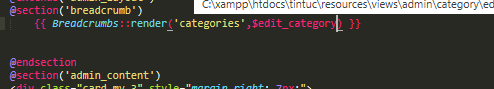 C:\xampp\htdocs\tintuc\resources\views\admin\category\ed
@section('breadcrumb')
{{ Breadcrumbs::render('categories',$edit_category) }}
@endsection
@section('admin_content')